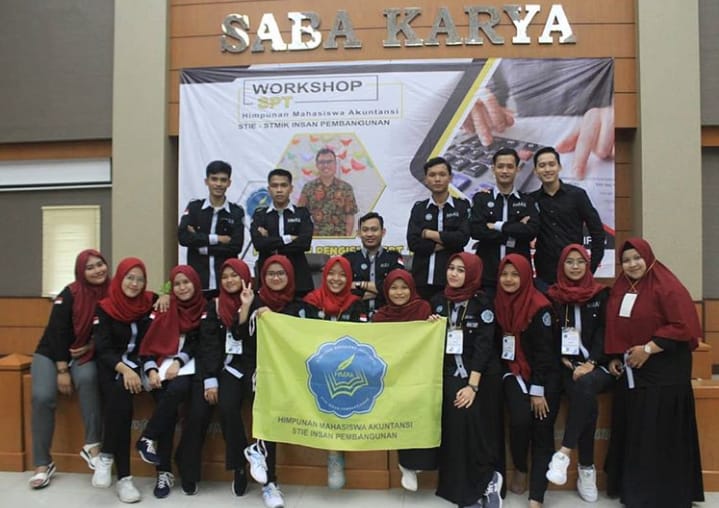 SABA KARYA
WORKSHOP
SPT
Himpunan Mahasiswa Akuntansi
STIE - STMIK INSAN PEMBANGUNAN
HIMPUNAN MAHASISWA AKUNTANSI
STIE INSAN PEMBANGUNAN